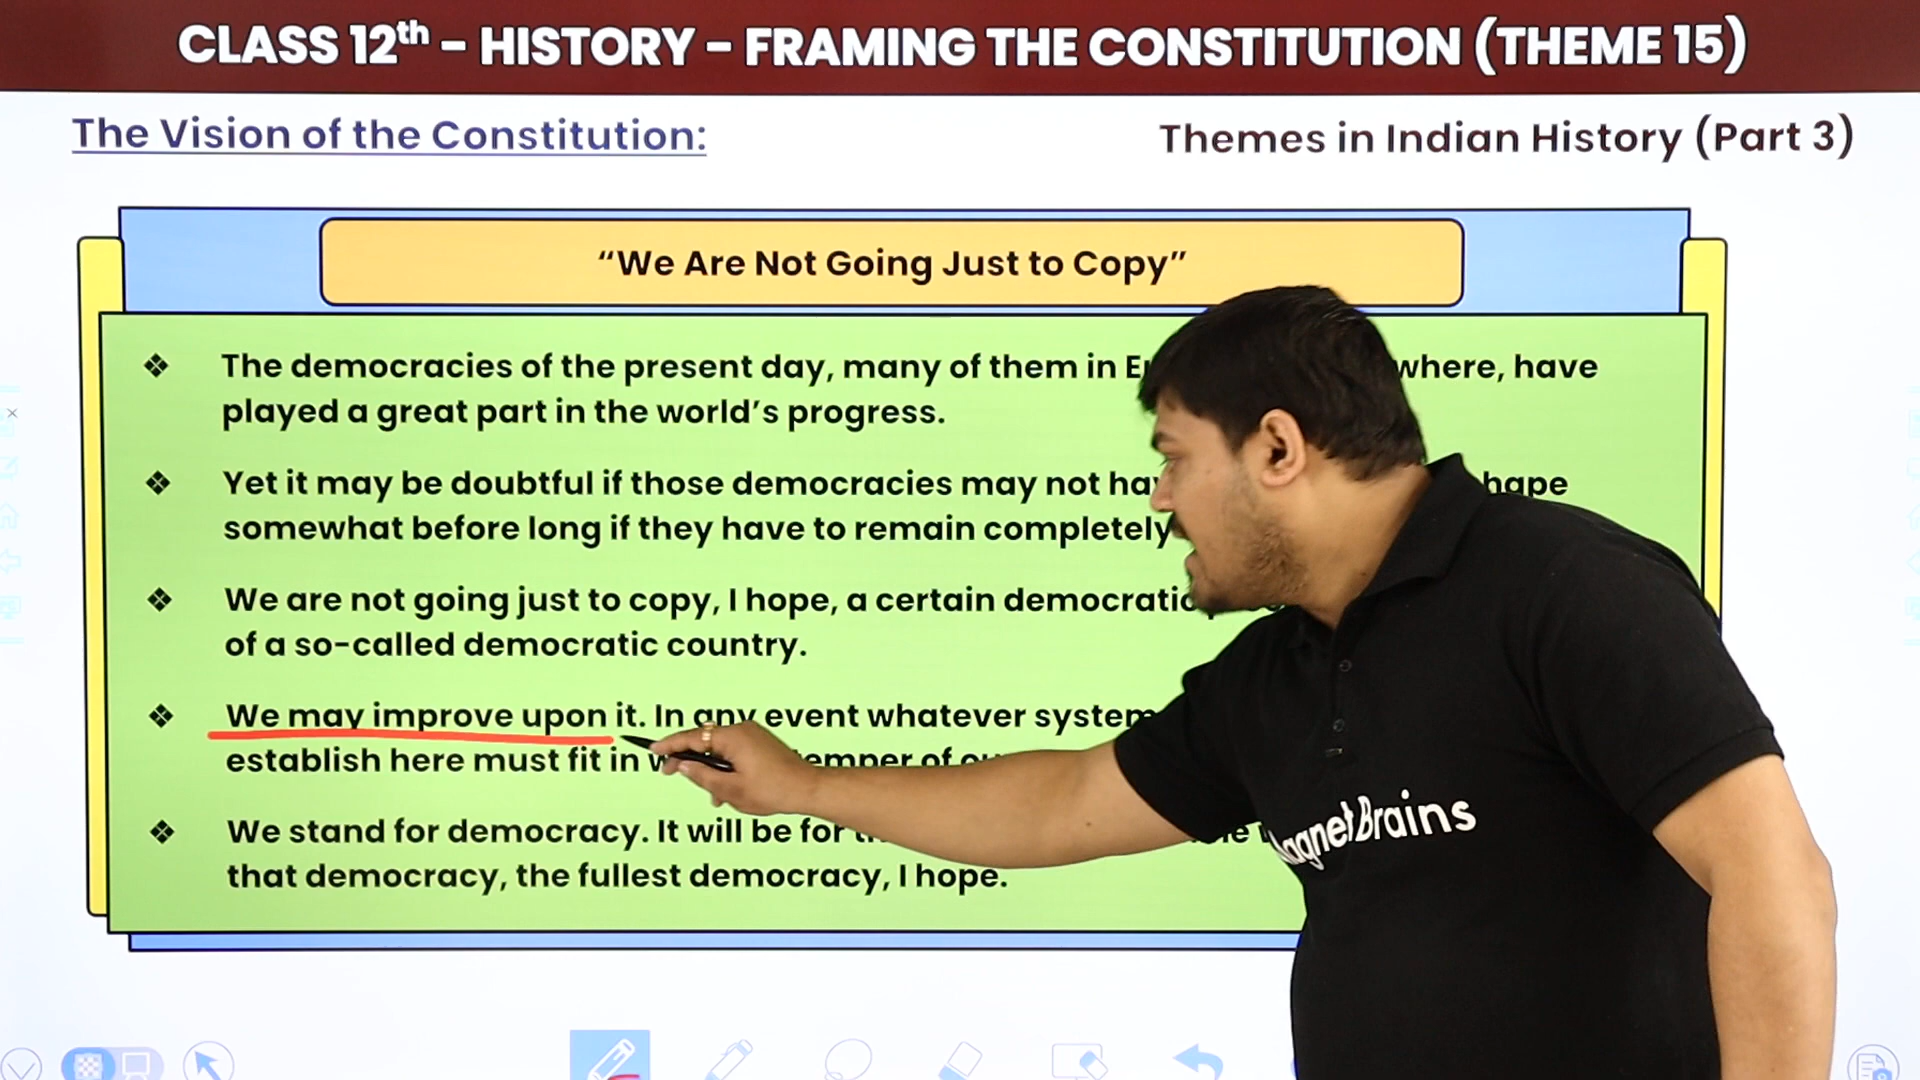 CLASS 12th - HISTORY - FRAMING THE CONSTITUTION (THEME 15)
The Vision of the Constitution:
Themes in Indian History (Part 3)
"We Are Not Going Just to Copy"
❖ The democracies of the present day, many of them in where, have
played a great part in the world's progress.
❖ Yet it may be doubtful if those democracies may not
somewhat before long if they have to remain completely
❖ We are not going just to copy, I hope, a certain democratic
of a so-called democratic country.
❖ We may improve upon it. In any event whatever system
establish here must fit in of
❖ We stand for democracy. It will be for
that democracy, the fullest democracy, I hope.
Magnet Brains